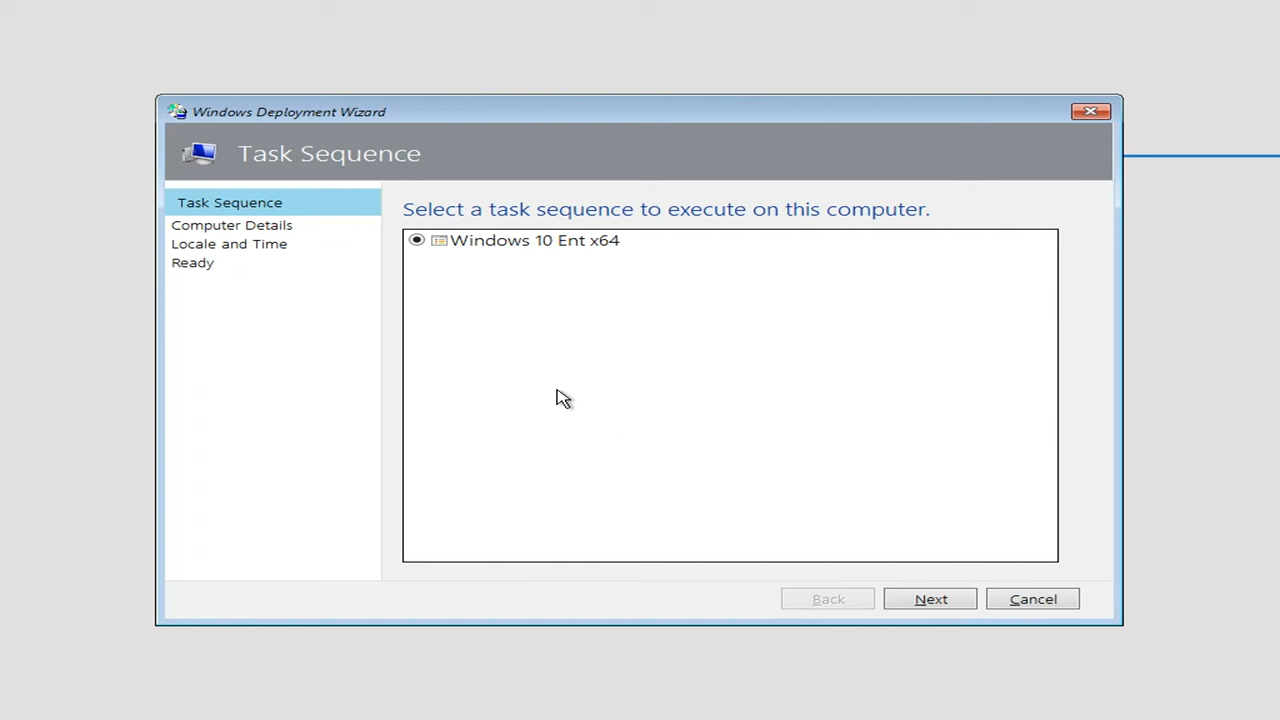 Windows Deployment Wizard
Task Sequence
Task Sequence
Computer Details
Locale and Time
Ready
Select a task sequence to execute on this computer.
Windows 10 Ent x64
Back
Next
Cancel